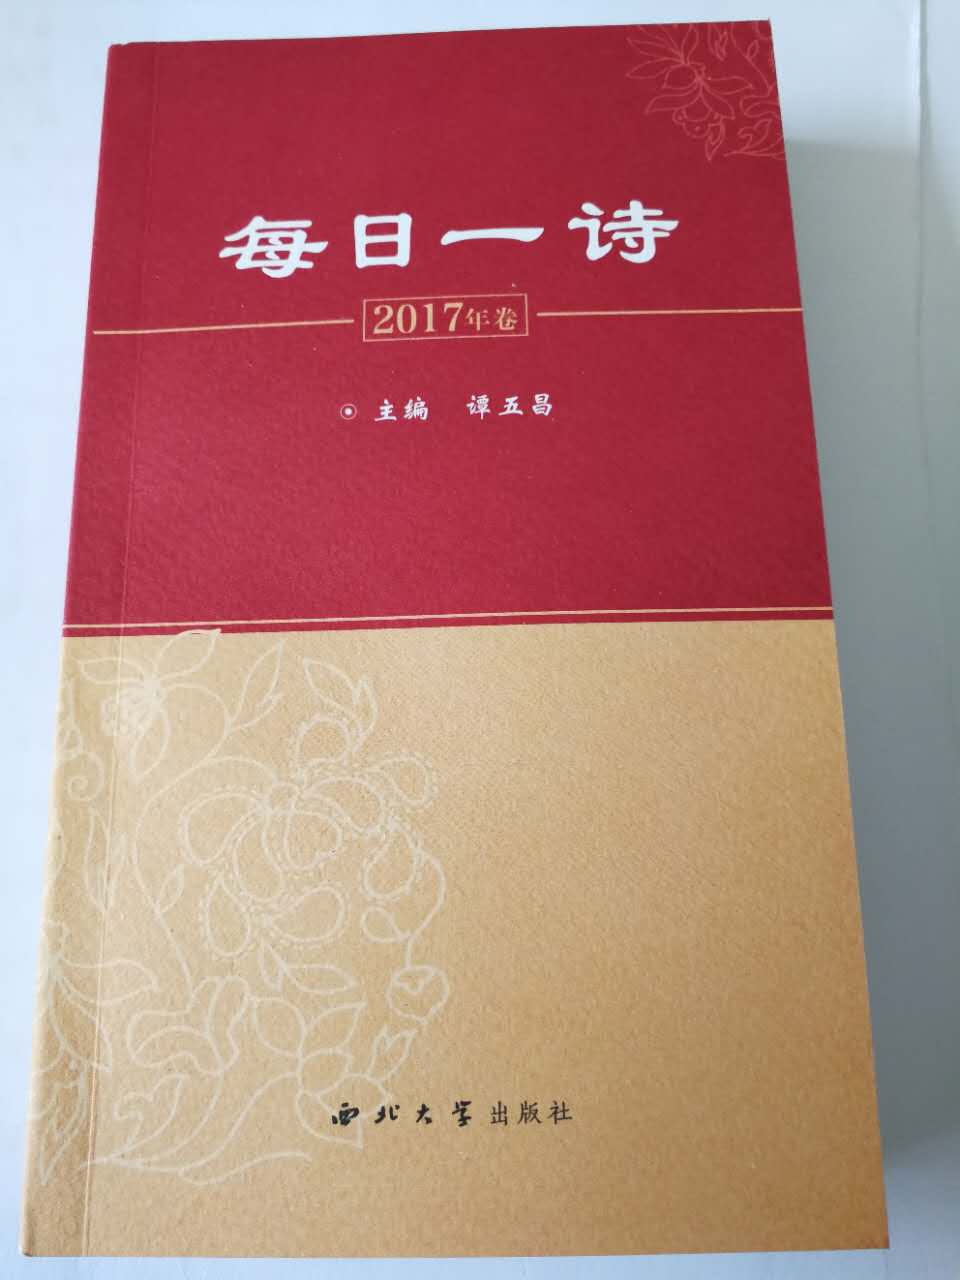 每日一诗
2017年卷
主编 谭五昌
西北大学出版社